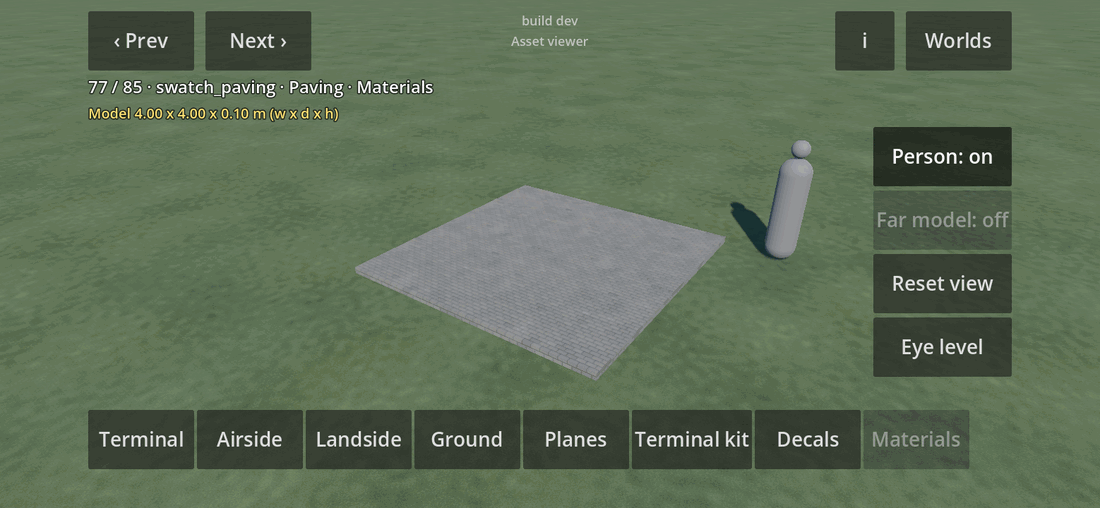 ‹ Prev
Next ›
build dev
Asset viewer
i
Worlds
77 / 85 · swatch_paving · Paving · Materials
Model 4.00 x 4.00 x 0.10 m (w x d x h)
Person: on
Far model: off
Reset view
Eye level
Terminal
Airside
Landside
Ground
Planes
Terminal kit
Decals
Materials